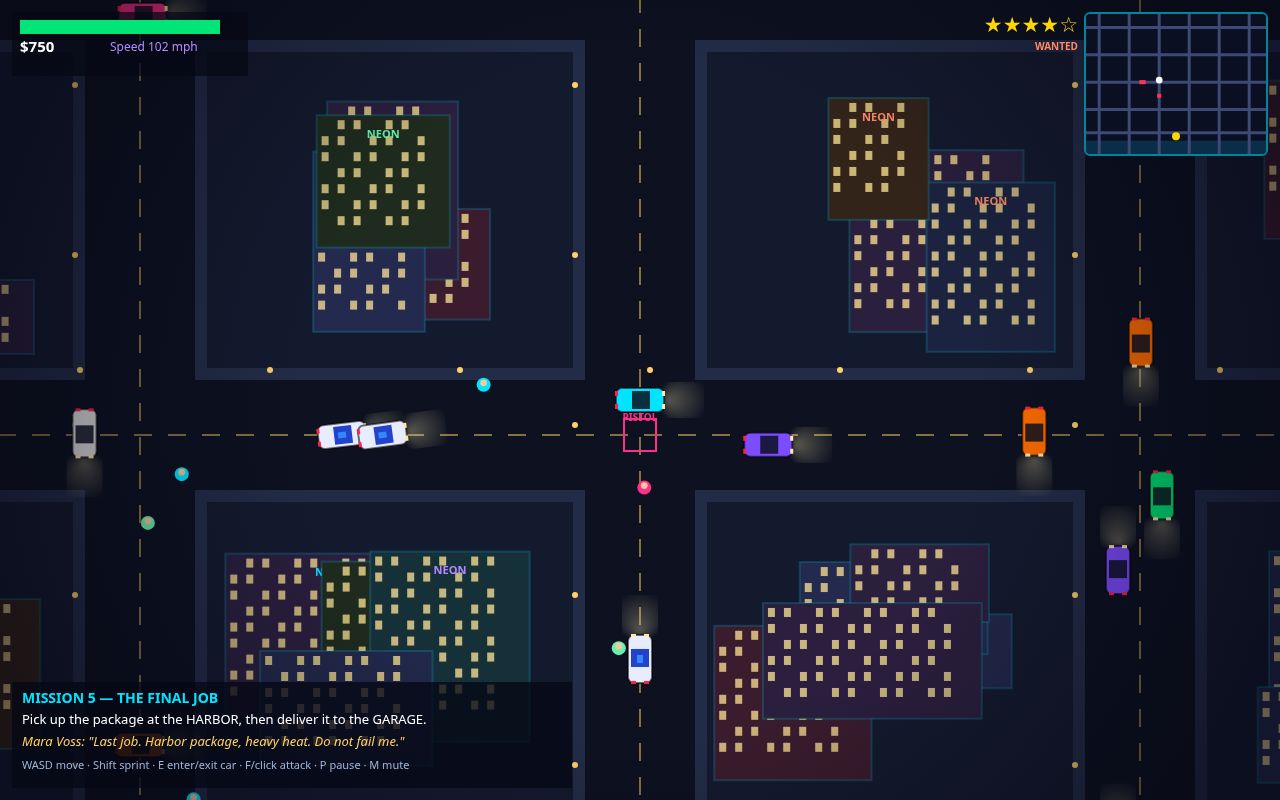 $750
Speed 102 mph
★★★★☆
WANTED
NEON
NEON
NEON
PISTOL
NEON
MISSION 5 — THE FINAL JOB
Pick up the package at the HARBOR, then deliver it to the GARAGE.
Mara Voss: "Last job. Harbor package, heavy heat. Do not fail me."
WASD move · Shift sprint · E enter/exit car · F/click attack · P pause · M mute